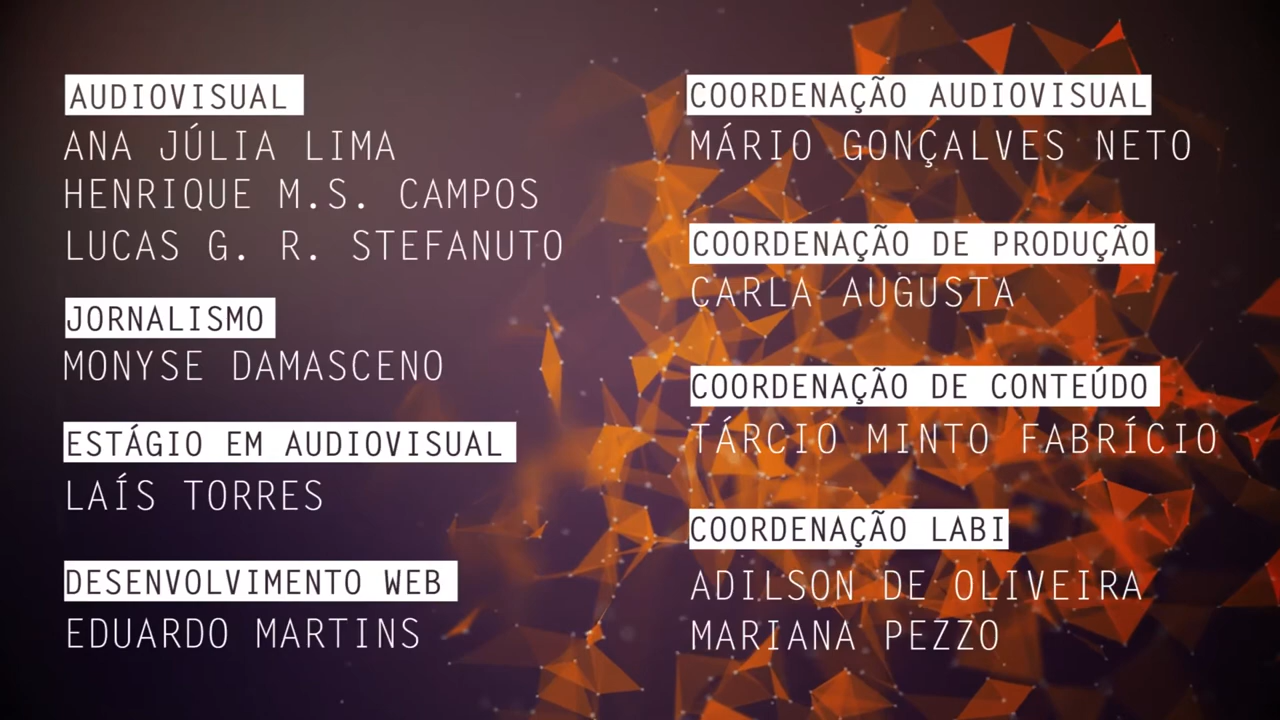 AUDIOVISUAL
ANA JÚLIA LIMA
HENRIQUE M.S. CAMPOS
LUCAS G. R. STEFANUTO
JORNALISMO
MONYSE DAMASCENO
ESTÁGIO EM AUDIOVISUAL
LAÍS TORRES
DESENVOLVIMENTO WEB
EDUARDO MARTINS
COORDENAÇÃO AUDIOVISUAL
MÁRIO GONÇALVES NETO
COORDENAÇÃO DE PRODUÇÃO
CARLA AUGUSTA
COORDENAÇÃO DE CONTEÚDO
TÁRCIO MINTO FABRÍCIO
COORDENAÇÃO LABI
ADILSON DE OLIVEIRA
MARIANA PEZZO